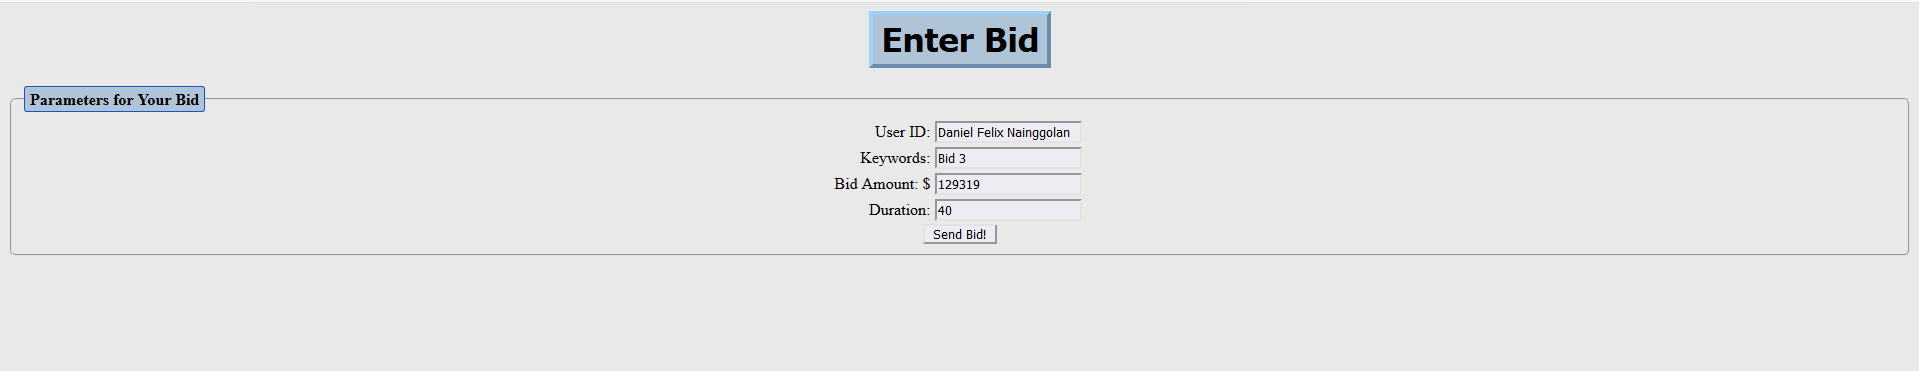 Enter Bid
Parameters for Your Bid
User ID: Daniel Felix Nainggolan
Keywords: Bid 3
Bid Amount: $ 129319
Duration: 40
Send Bid!